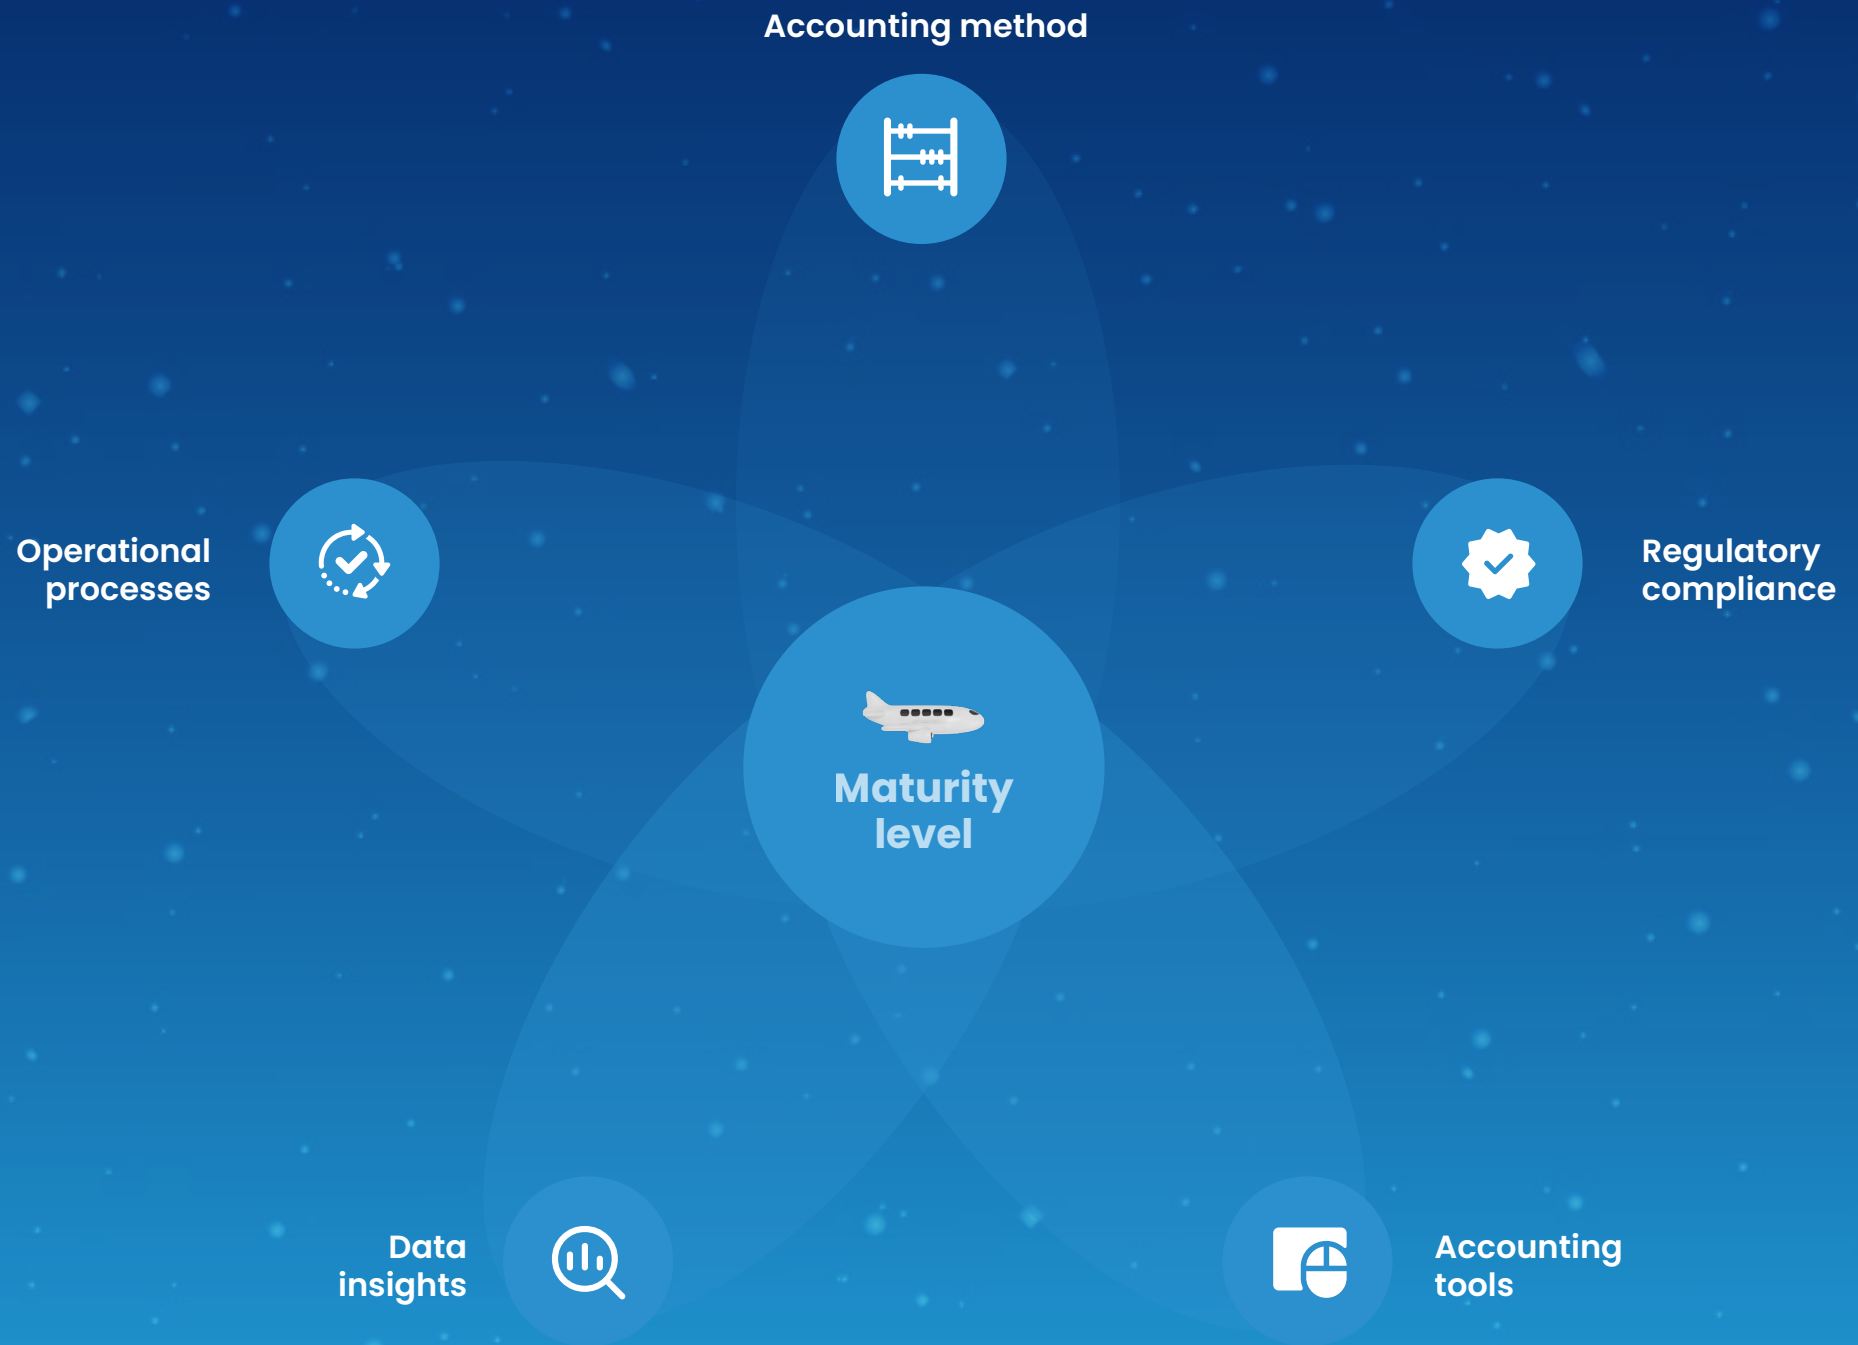 Accounting method
Operational
processes
Regulatory
compliance
Maturity
level
Data
insights
Accounting
tools